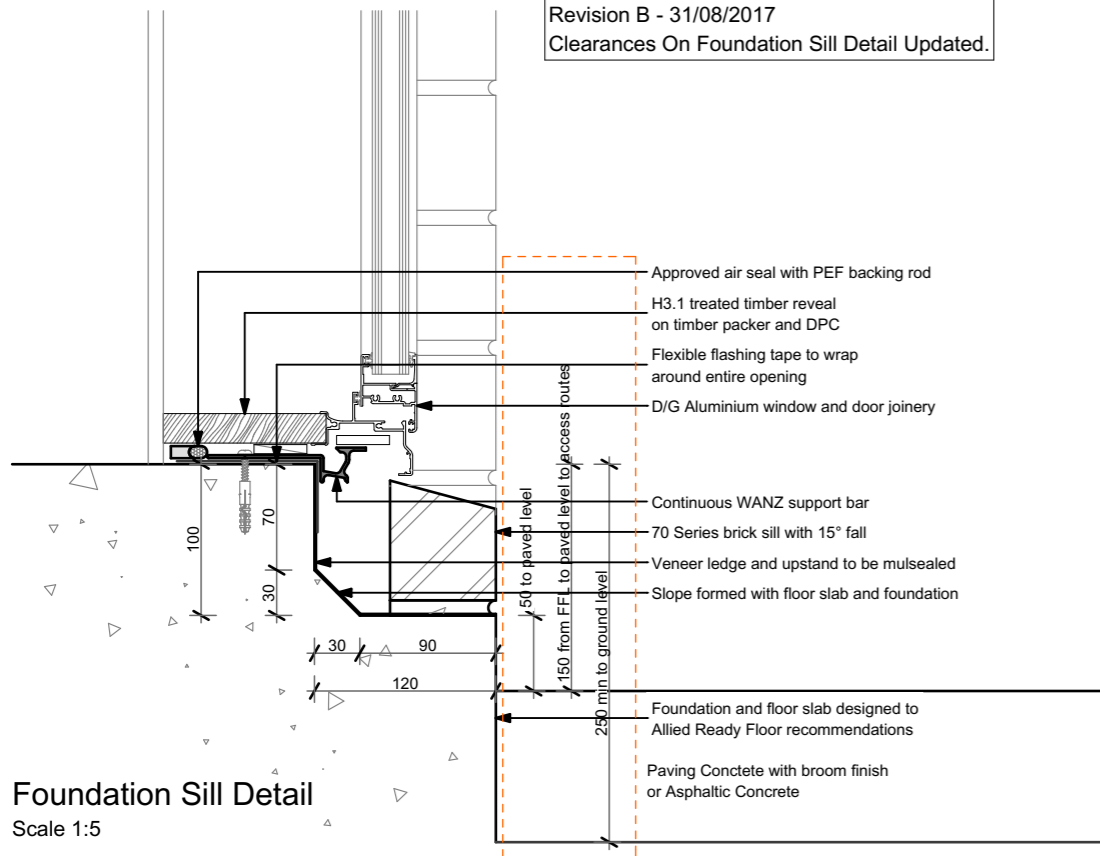 Revision B - 31/08/2017
Clearances On Foundation Sill Detail Updated.
Approved air seal with PEF backing rod
H3.1 treated timber reveal
on timber packer and DPC
Flexible flashing tape to wrap
around entire opening
D/G Aluminium window and door joinery
Continuous WANZ support bar
70 Series brick sill with 15° fall
Veneer ledge and upstand to be mulsealed
Slope formed with floor slab and foundation
100
70
30
30
90
120
50 to paved level
150 from FFL to paved level to access routes
250 min to ground level
Foundation and floor slab designed to
Allied Ready Floor recommendations
Paving Conctete with broom finish
or Asphaltic Concrete
Foundation Sill Detail
Scale 1:5